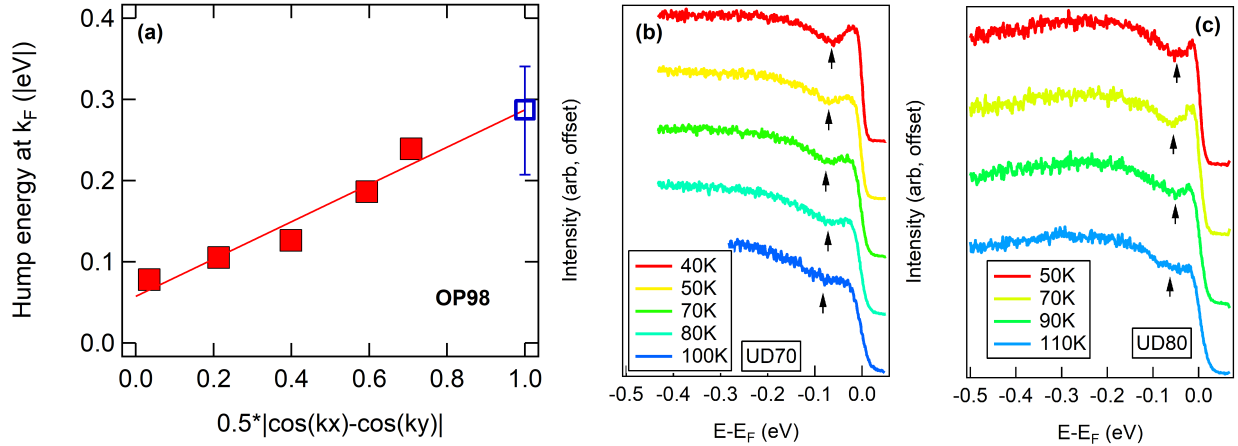 (a)
Hump energy at kF (|eV|)
0.4
0.3
0.2
0.1
0.0
OP98
0.0 0.2 0.4 0.6 0.8 1.0
0.5*|cos(kx)-cos(ky)|
(b)
Intensity (arb, offset)
40K
50K
70K
80K
100K
UD70
-0.5 -0.4 -0.3 -0.2 -0.1 0.0
E-EF (eV)
(c)
Intensity (arb, offset)
50K
70K
90K
110K
UD80
-0.5 -0.4 -0.3 -0.2 -0.1 0.0
E-EF (eV)